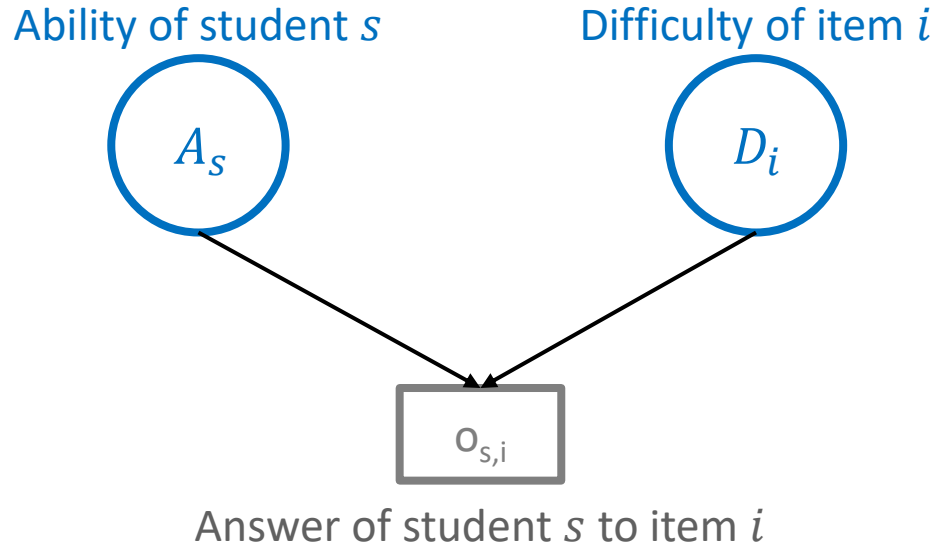 Ability of student s
Difficulty of item i
A_s
D_i
o_s,i
Answer of student s to item i